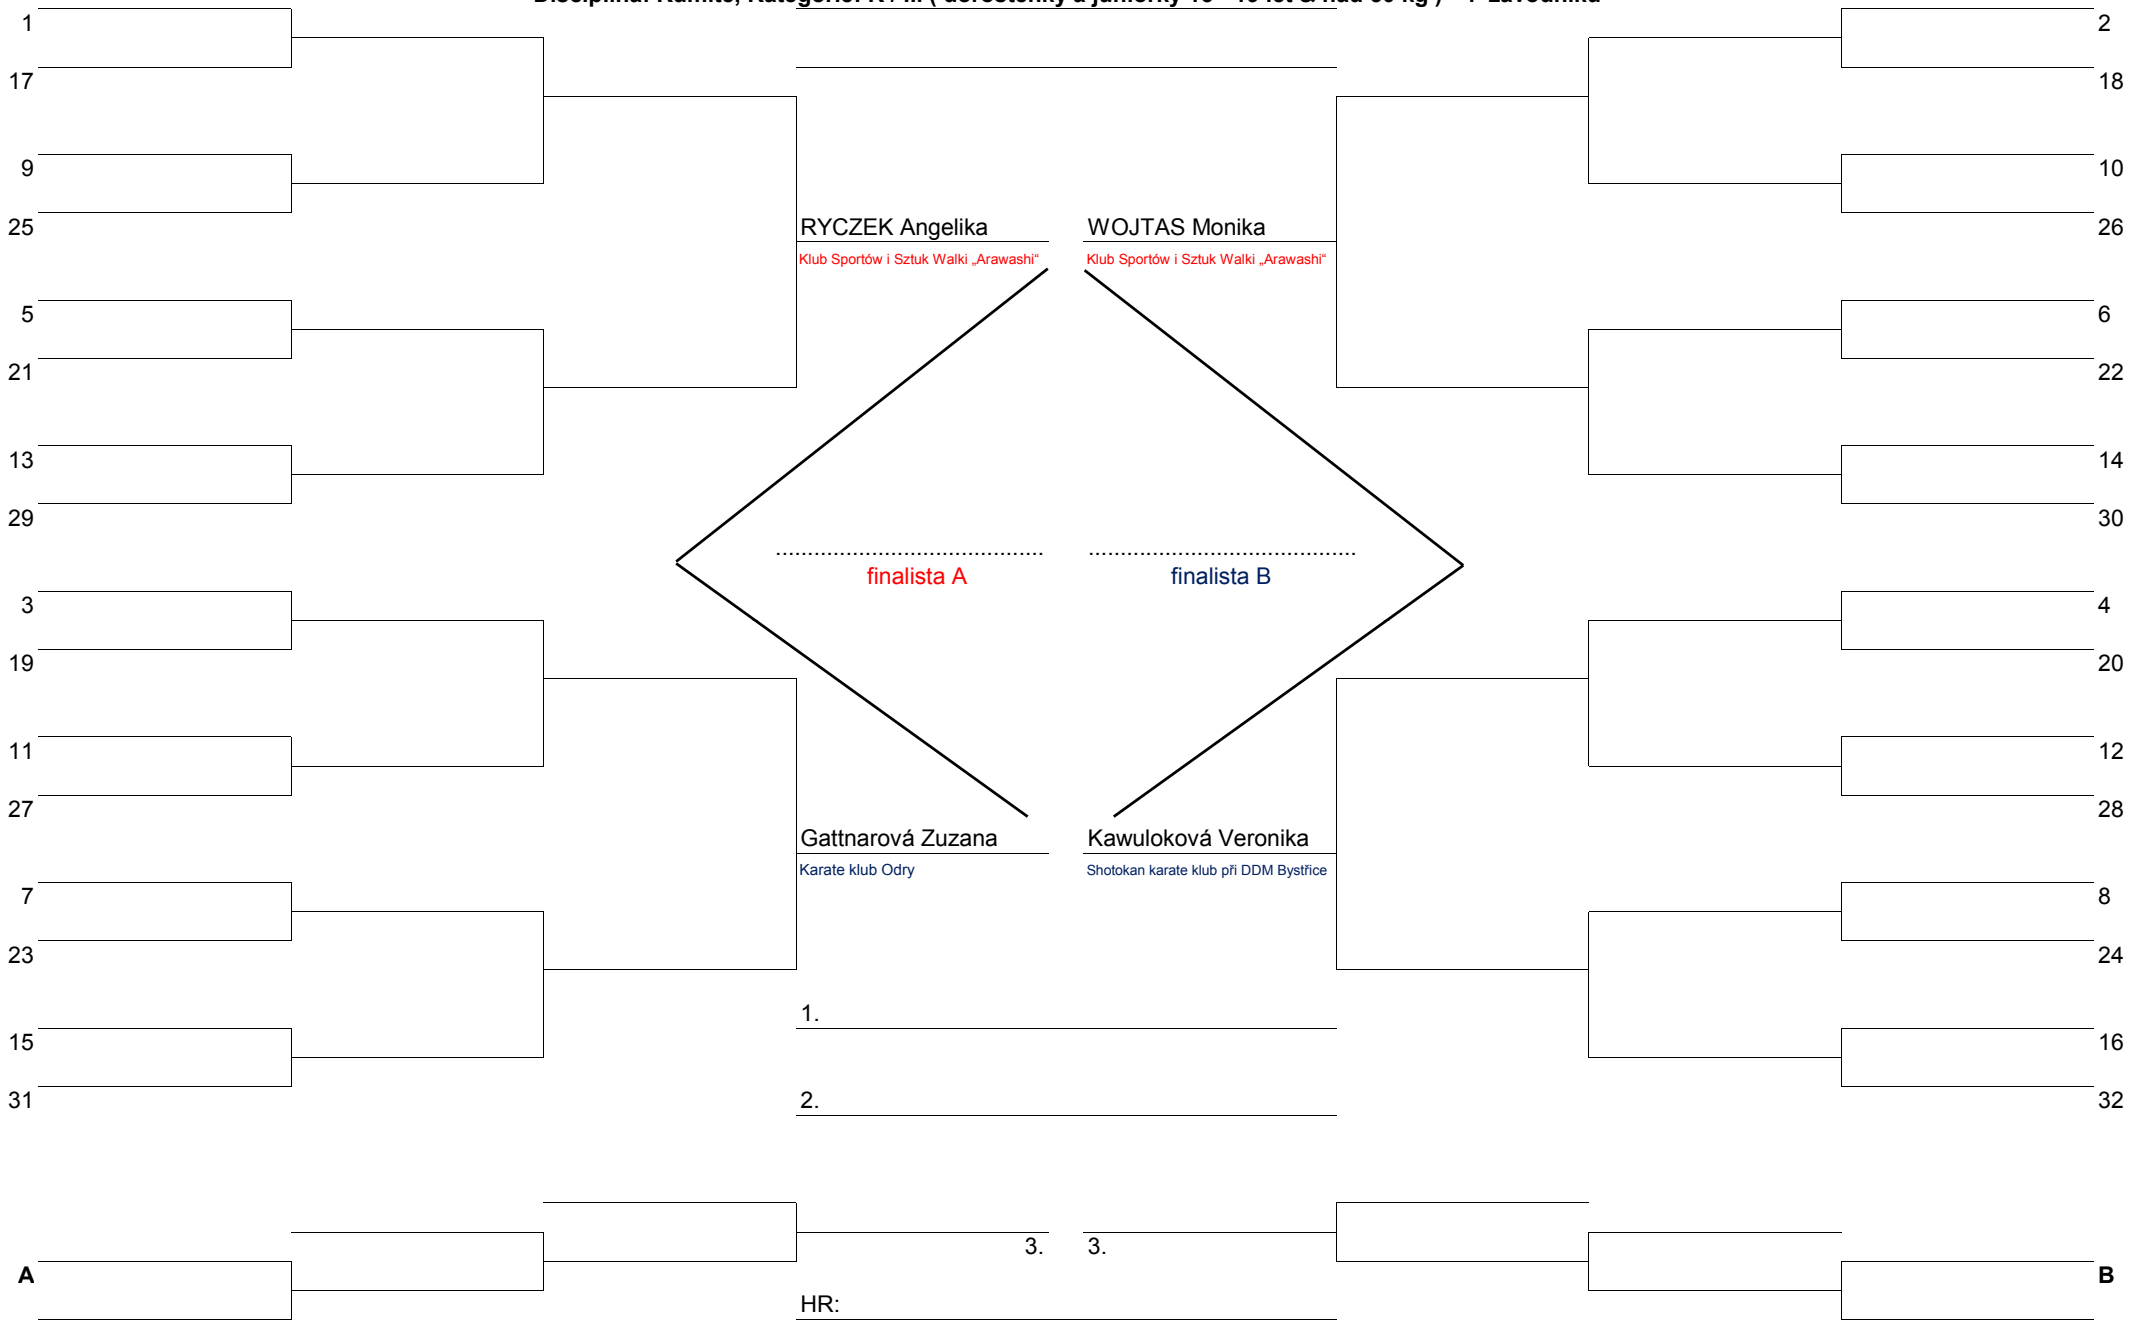 1
2
17
18
9
10
25
26
RYCZEK Angelika
WOJTAS Monika
Klub Sportów i Sztuk Walki „Arawashi“
Klub Sportów i Sztuk Walki „Arawashi“
5
6
21
22
13
14
29
30
finalista A
finalista B
3
4
19
20
11
12
27
28
Gattnarová Zuzana
Kawuloková Veronika
Karate klub Odry
Shotokan karate klub při DDM Bystřice
7
8
23
24
1.
15
16
2.
31
32
3.
3.
A
B
HR: